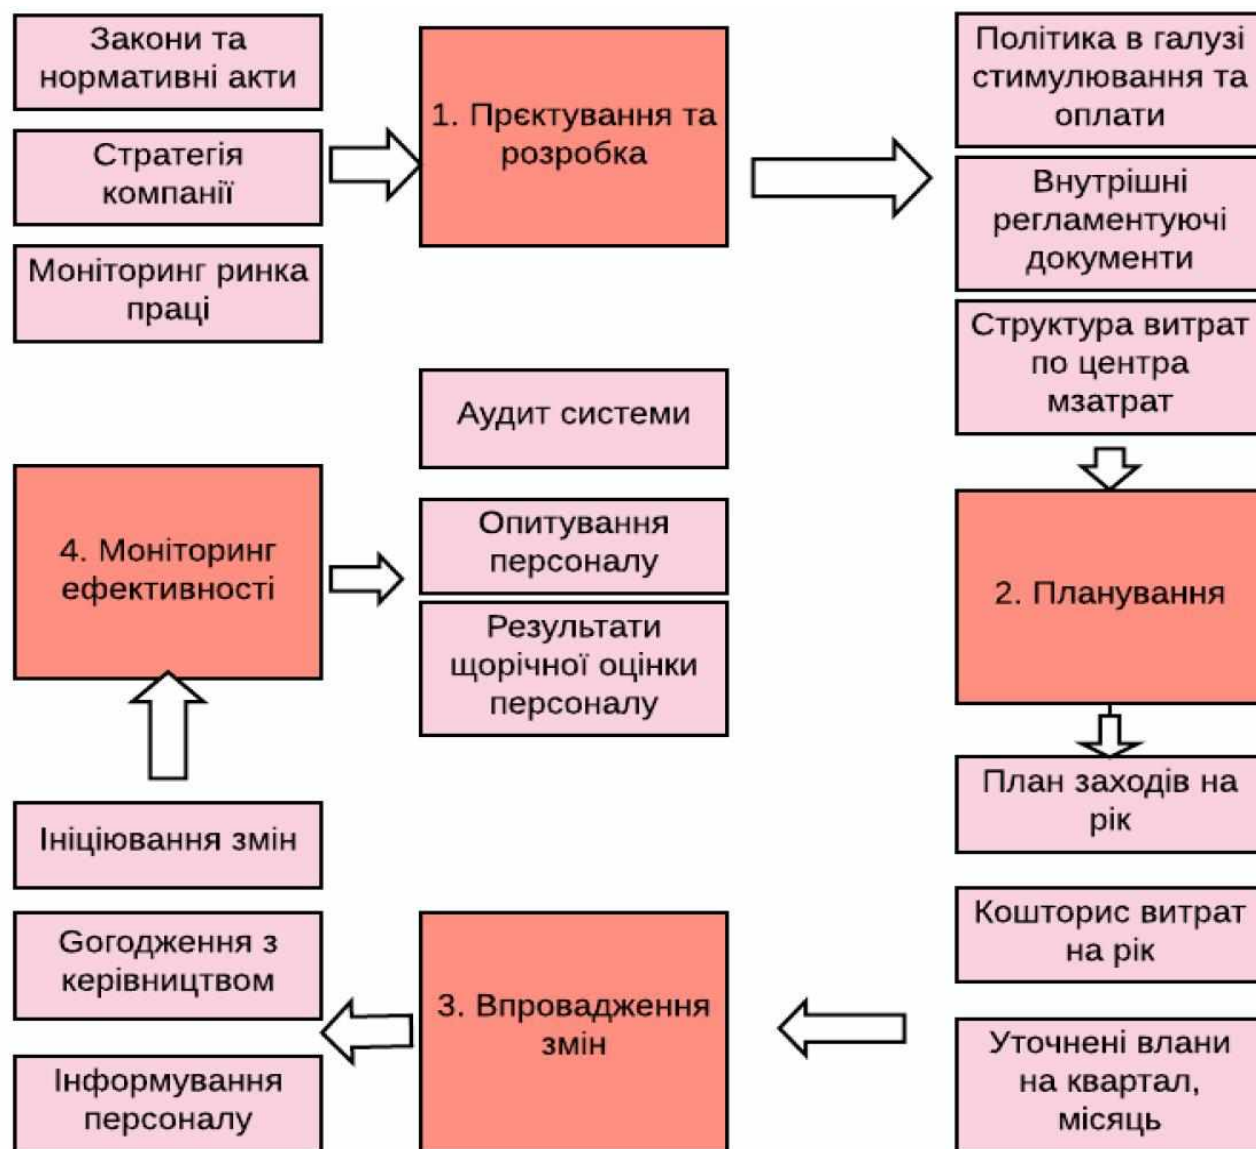 Закони та
нормативні акти
Стратегія
компанії
Моніторинг ринка
праці
1. Прєктування та
розробка
Політика в галузі
стимулювання та
оплати
Внутрішні
регламентуючі
документи
Структура витрат
по центра
мзатрат
2. Планування
План заходів на
рік
Кошторис витрат
на рік
Уточнені влани
на квартал,
місяць
3. Впровадження
змін
Ініціювання змін
Gогодження з
керівництвом
Інформування
персоналу
4. Моніторинг
ефективності
Аудит системи
Опитування
персоналу
Результати
щорічної оцінки
персоналу